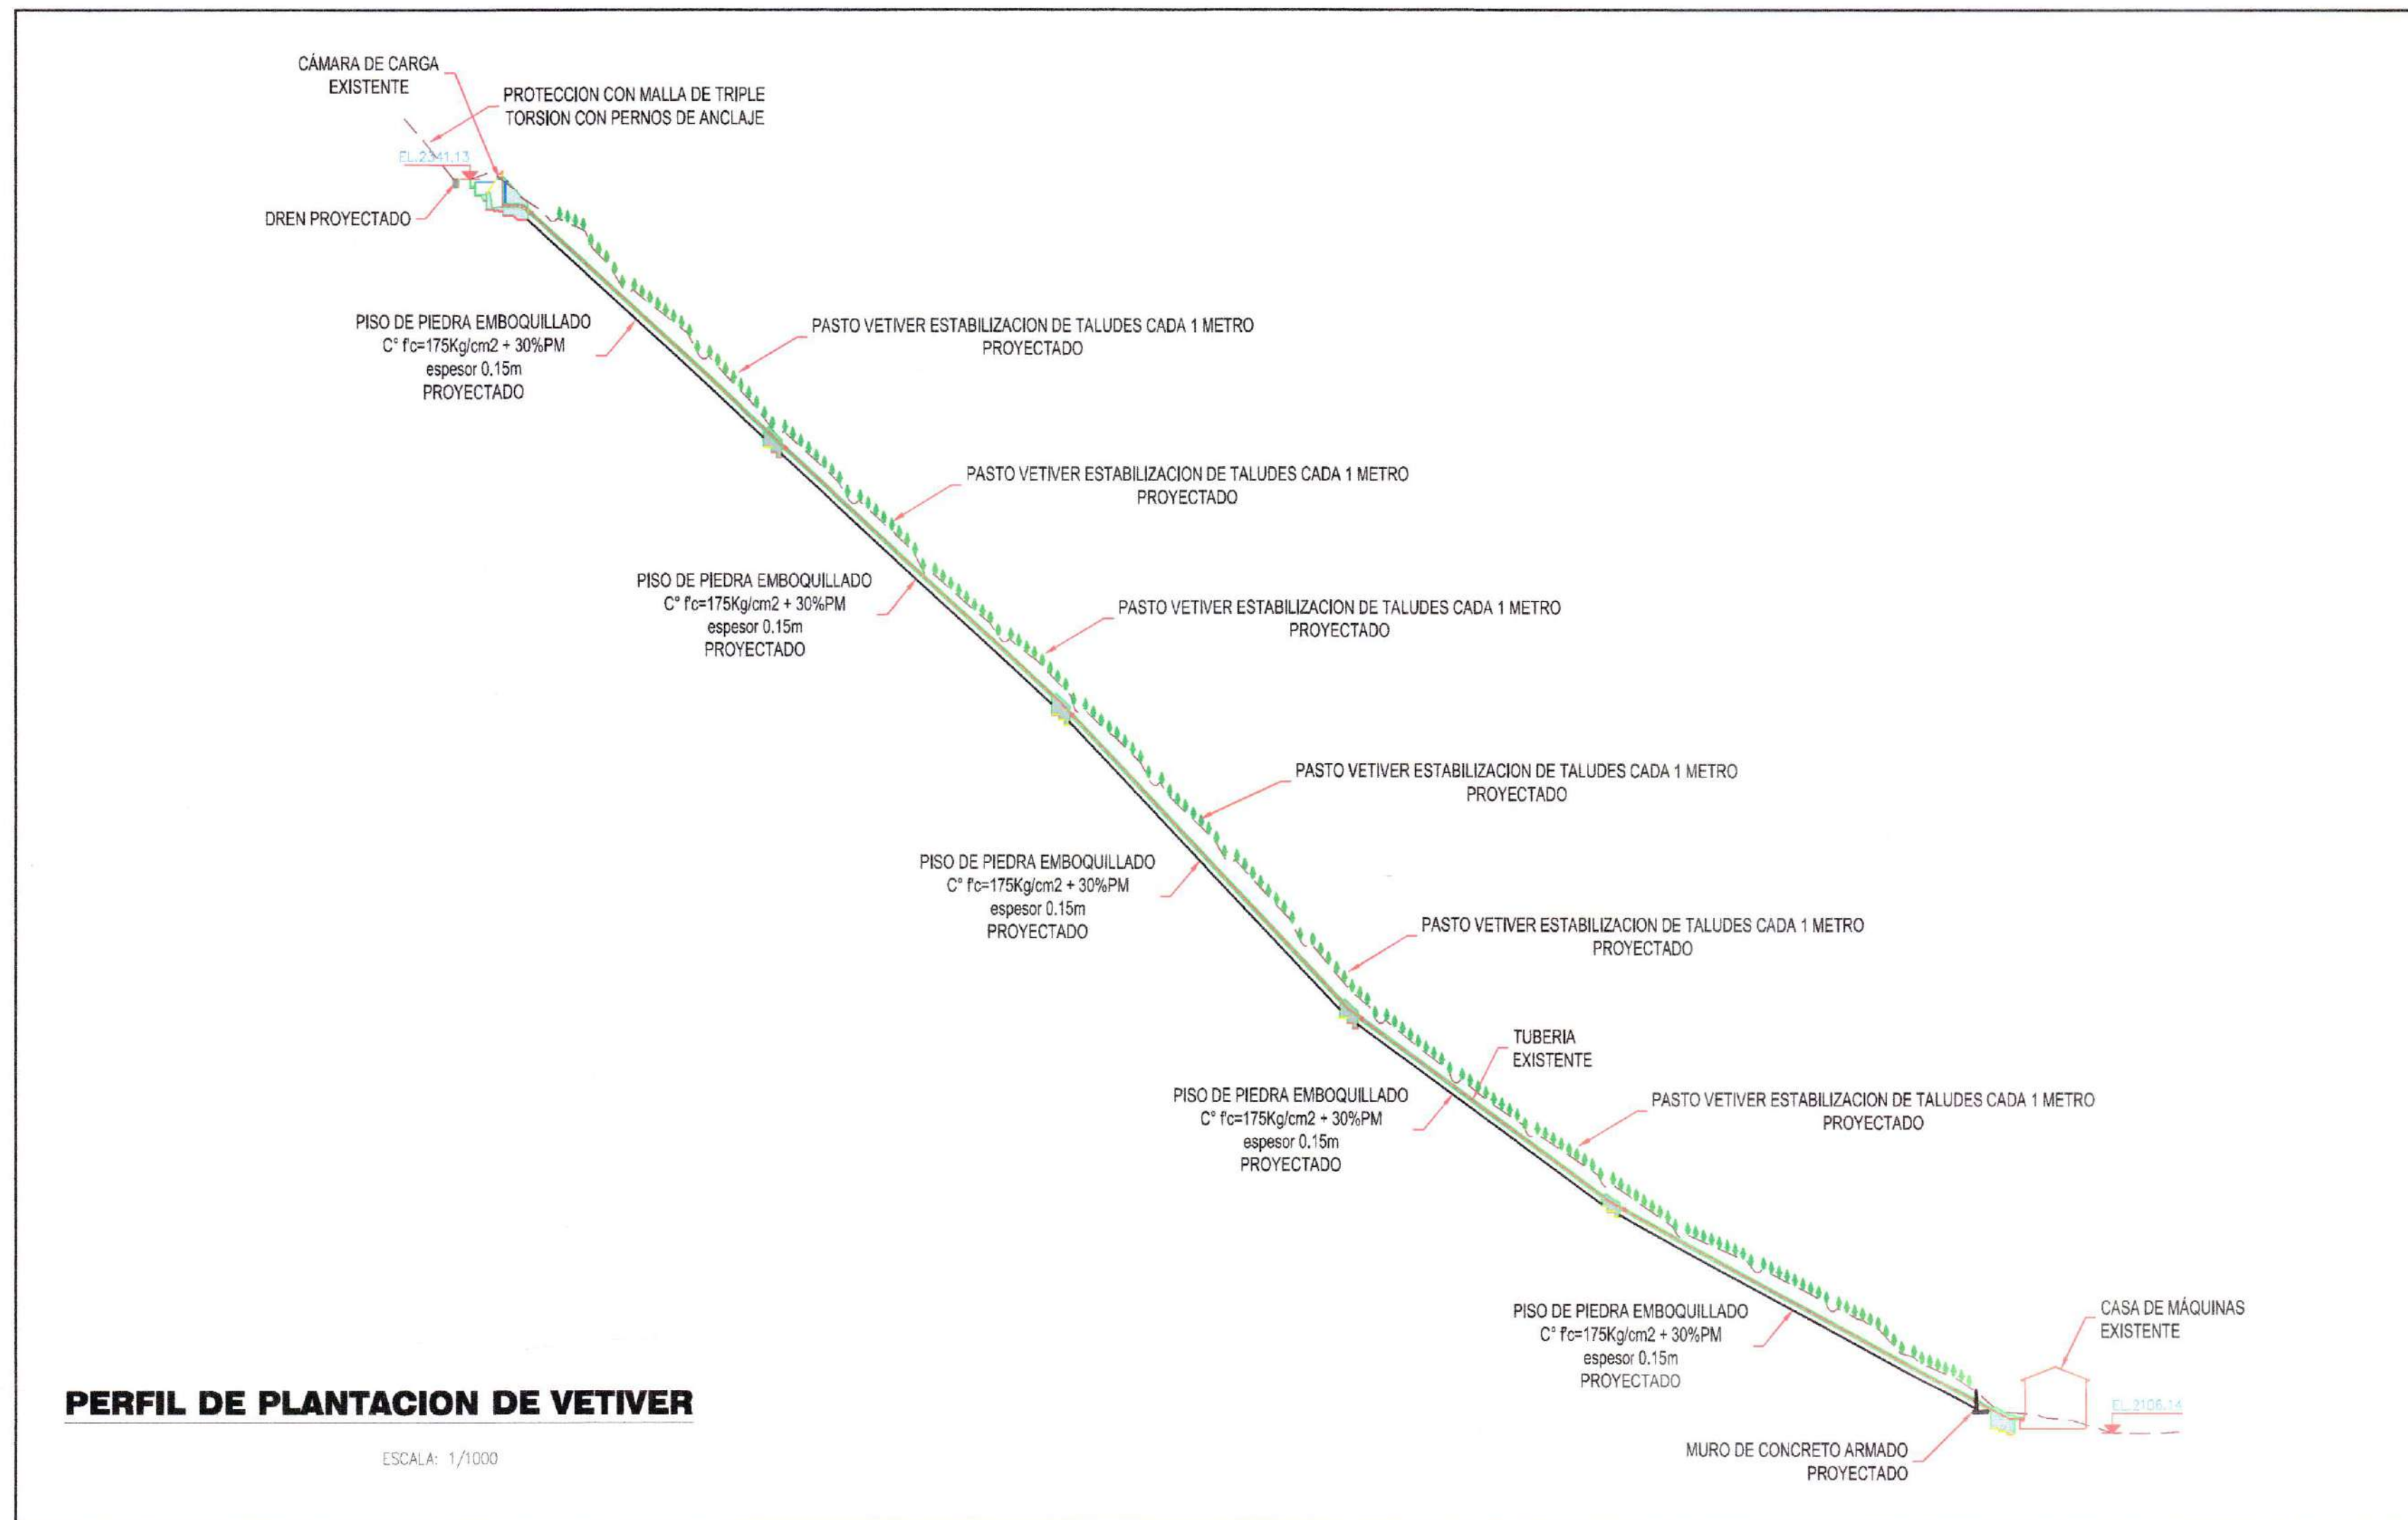 CÁMARA DE CARGA
EXISTENTE
PROTECCION CON MALLA DE TRIPLE
TORSION CON PERNOS DE ANCLAJE
EL.2341.13
DREN PROYECTADO
PISO DE PIEDRA EMBOQUILLADO
C° f'c=175Kg/cm2 + 30%PM
espesor 0.15m
PROYECTADO
PASTO VETIVER ESTABILIZACION DE TALUDES CADA 1 METRO
PROYECTADO
PASTO VETIVER ESTABILIZACION DE TALUDES CADA 1 METRO
PROYECTADO
PISO DE PIEDRA EMBOQUILLADO
C° f'c=175Kg/cm2 + 30%PM
espesor 0.15m
PROYECTADO
PASTO VETIVER ESTABILIZACION DE TALUDES CADA 1 METRO
PROYECTADO
PASTO VETIVER ESTABILIZACION DE TALUDES CADA 1 METRO
PROYECTADO
PISO DE PIEDRA EMBOQUILLADO
C° f'c=175Kg/cm2 + 30%PM
espesor 0.15m
PROYECTADO
PASTO VETIVER ESTABILIZACION DE TALUDES CADA 1 METRO
PROYECTADO
TUBERIA
EXISTENTE
PISO DE PIEDRA EMBOQUILLADO
C° f'c=175Kg/cm2 + 30%PM
espesor 0.15m
PROYECTADO
PASTO VETIVER ESTABILIZACION DE TALUDES CADA 1 METRO
PROYECTADO
PISO DE PIEDRA EMBOQUILLADO
C° f'c=175Kg/cm2 + 30%PM
espesor 0.15m
PROYECTADO
CASA DE MÁQUINAS
EXISTENTE
EL.2106.14
MURO DE CONCRETO ARMADO
PROYECTADO
PERFIL DE PLANTACION DE VETIVER
ESCALA: 1/1000